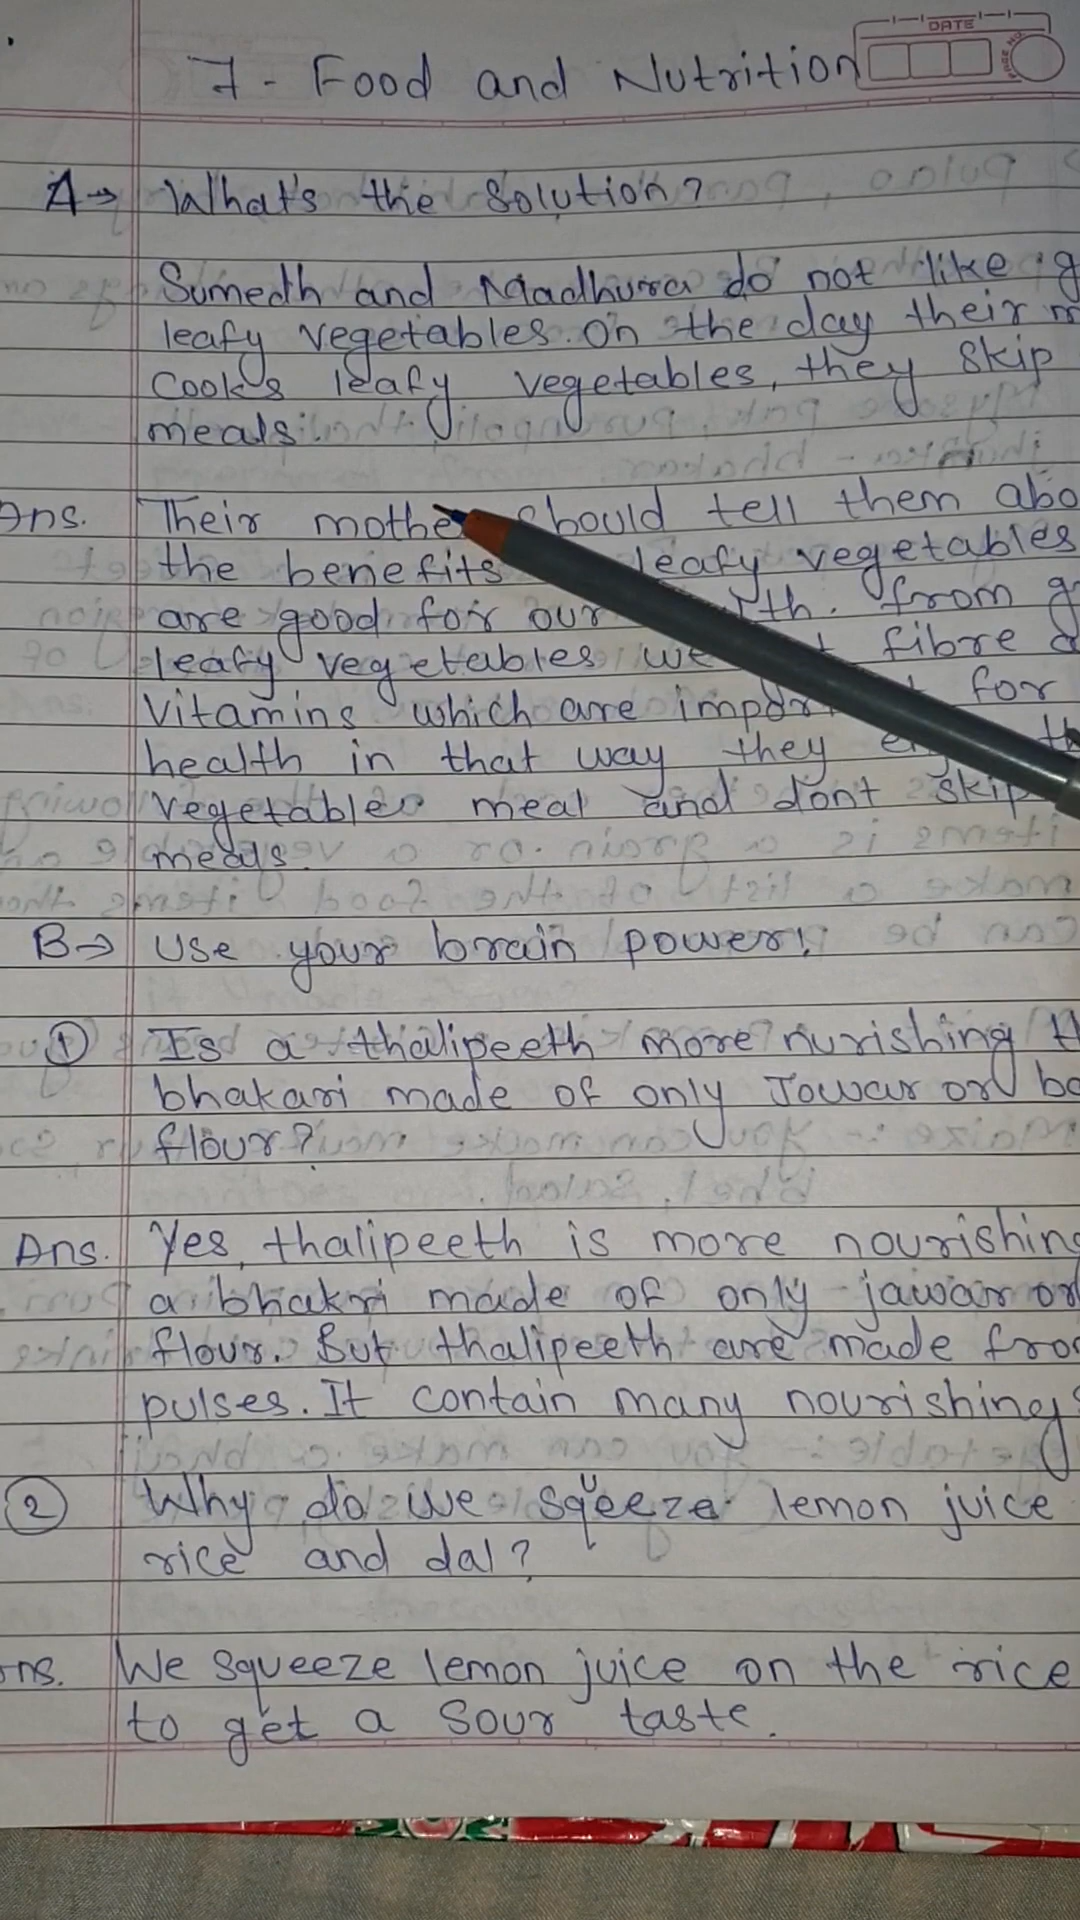 DATE
7 - Food and Nutrition
A→ What's the Solution?
Sumedh and Maadhura do not like
leafy vegetables. On the day their
Cooks leafy vegetables, they Skip
meals.
Ans. Their mothe should tell them abo
the benefits leafy vegetables
are good for our from
leafy vegetables we fibre
Vitamins which are for
health in that way they
vegetables meal and dont skip
meals.
B→ Use your brain power!
① Is a thalipeeth more nurishing
bhakari made of only Jowar or
flour?
Ans. Yes, thalipeeth is more nourishing
a bhakri made of only jawar or
flour. But thalipeeth are made from
pulses. It contain many nourishing
② Why do we squeeze lemon juice
rice and dal?
Ans. We squeeze lemon juice on the rice
to get a sour taste.